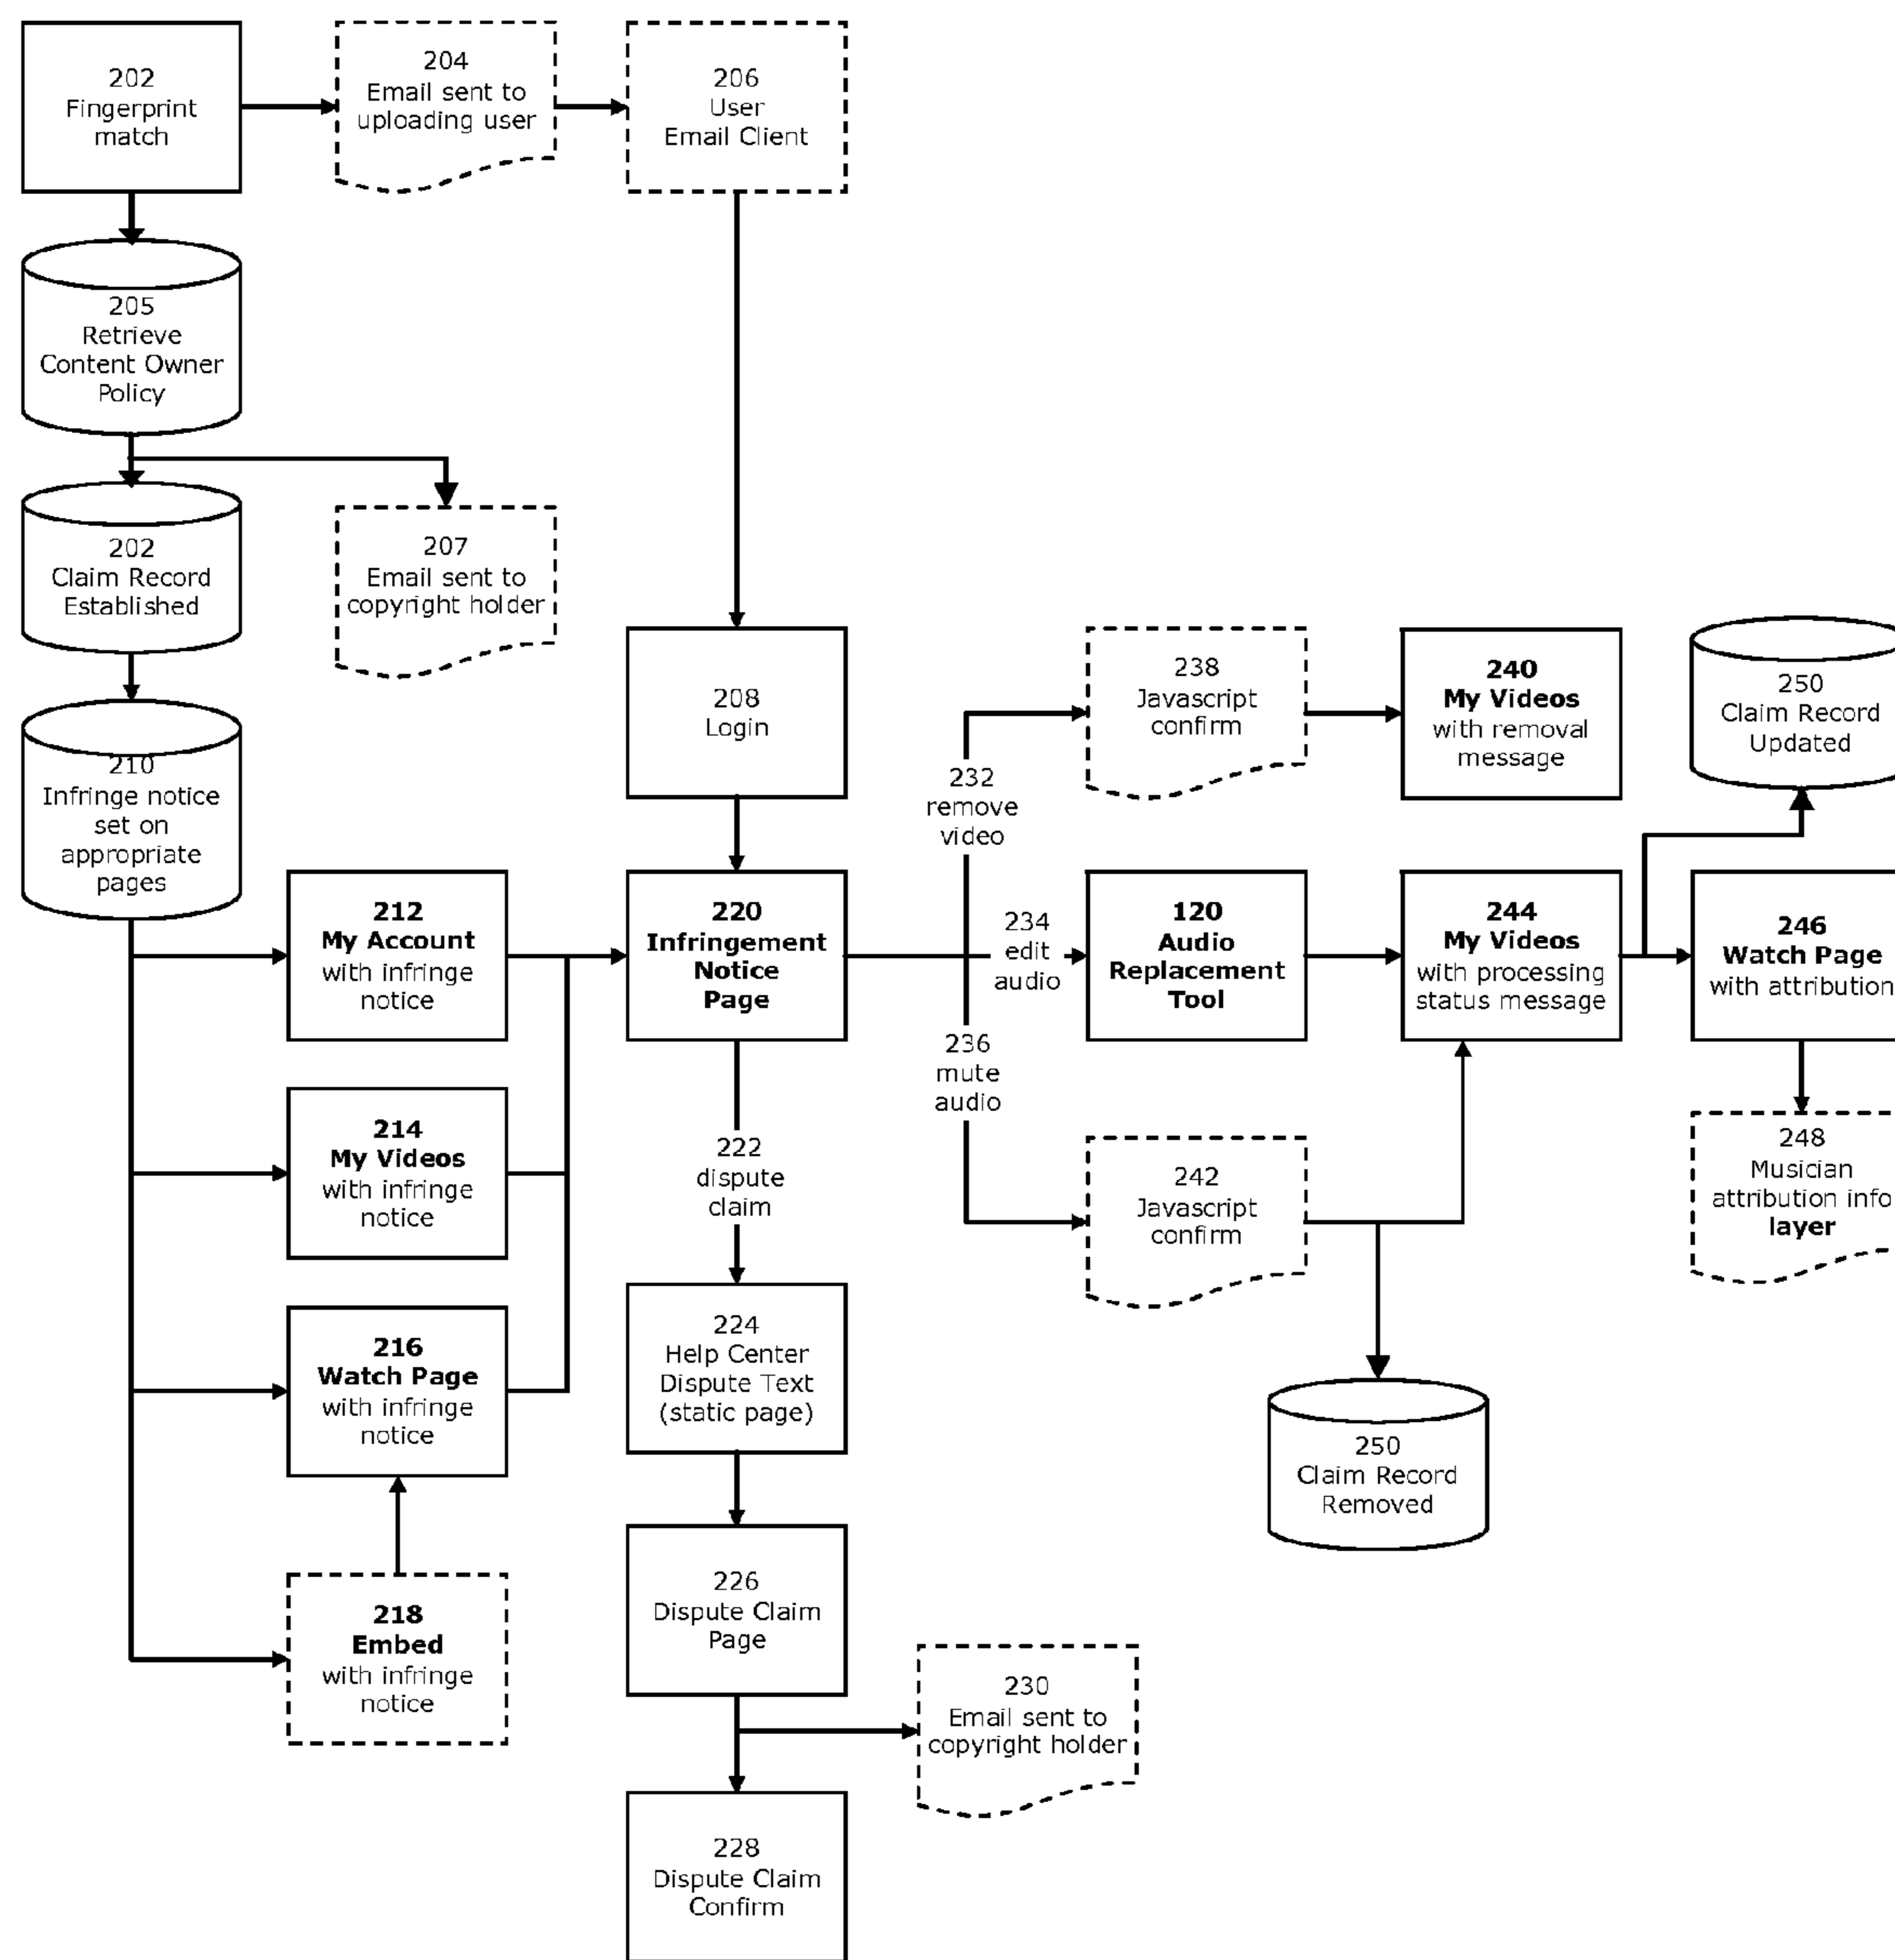 202
Fingerprint
match
204
Email sent to
uploading user
206
User
Email Client
205
Retrieve
Content Owner
Policy
202
Claim Record
Established
207
Email sent to
copyright holder
208
Login
238
Javascript
confirm
240
My Videos
with removal
message
250
Claim Record
Updated
232
remove
video
210
Infringe notice
set on
appropriate
pages
212
My Account
with infringe
notice
220
Infringement
Notice
Page
234
edit
audio
120
Audio
Replacement
Tool
244
My Videos
with processing
status message
246
Watch Page
with attribution
236
mute
audio
214
My Videos
with infringe
notice
222
dispute
claim
242
Javascript
confirm
248
Musician
attribution info
layer
216
Watch Page
with infringe
notice
224
Help Center
Dispute Text
(static page)
250
Claim Record
Removed
218
Embed
with infringe
notice
226
Dispute Claim
Page
230
Email sent to
copyright holder
228
Dispute Claim
Confirm